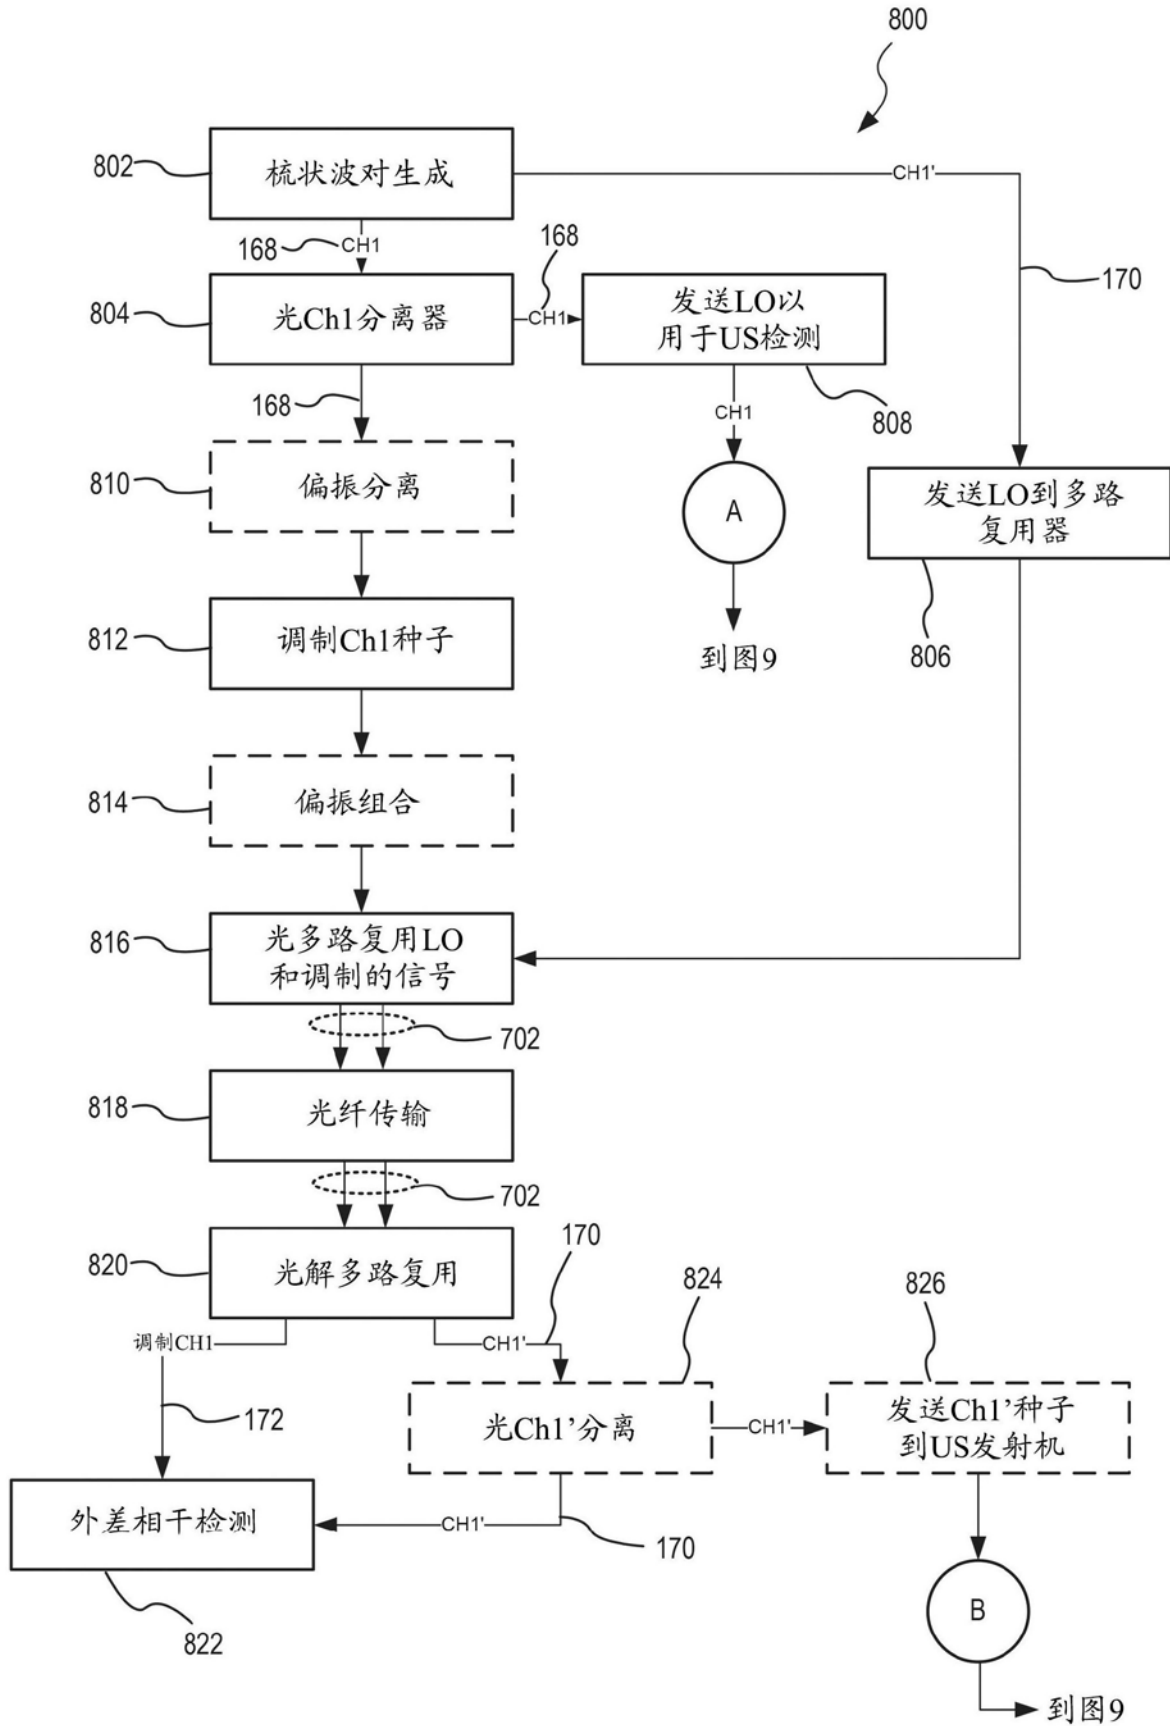 800
802
梳状波对生成
CH1'
168
CH1
168
170
804
光Ch1分离器
CH1
发送LO以
用于US检测
168
CH1
808
810
偏振分离
A
发送LO到多路
复用器
812
调制Ch1种子
到图9
806
814
偏振组合
816
光多路复用LO
和调制的信号
702
818
光纤传输
702
820
光解多路复用
170
824
826
调制CH1
CH1'
172
光Ch1’分离
CH1'
发送Ch1’种子
到US发射机
外差相干检测
CH1'
170
822
B
到图9